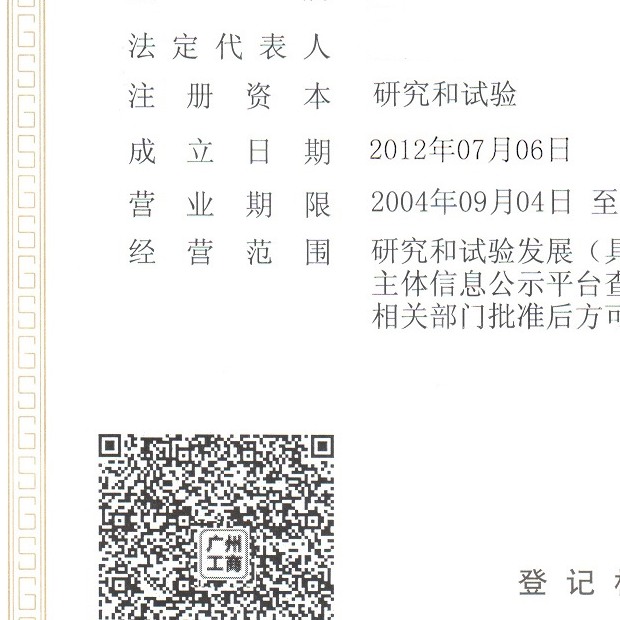 法定代表人
注册资本 研究和试验
成立日期 2012年07月06日
营业期限 2004年09月04日 至
经营范围 研究和试验发展（
主体信息公示平台查
相关部门批准后方可
广州
工商
登记